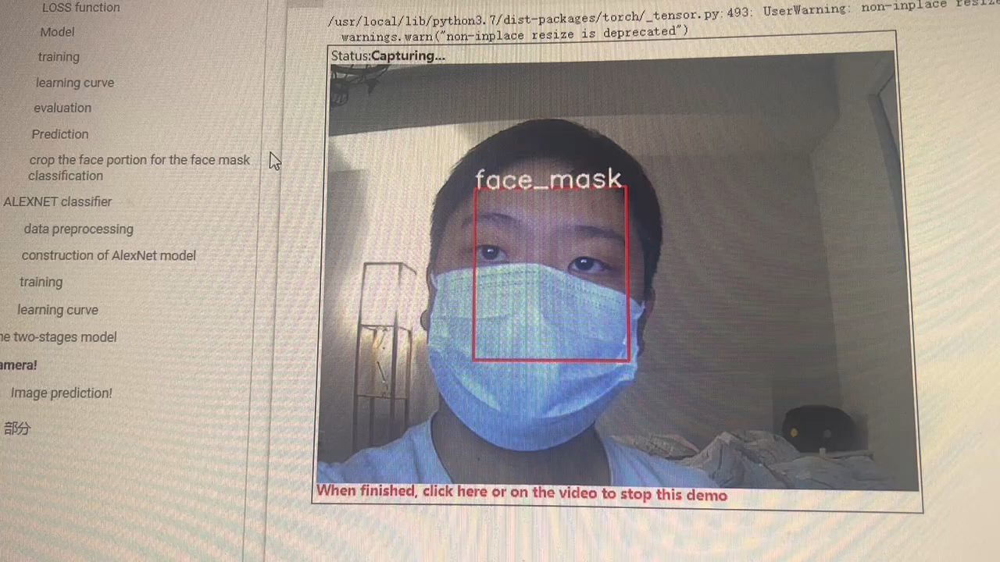 LOSS function
Model
training
learning curve
evaluation
Prediction
crop the face portion for the face mask
classification
ALEXNET classifier
data preprocessing
construction of AlexNet model
training
learning curve
two-stages model
Image prediction!
部分
/usr/local/lib/python3.7/dist-packages/torch/_tensor.py:493: UserWarning: non-inplace
warnings.warn("non-inplace resize is deprecated")
Status:Capturing...
face_mask
When finished, click here or on the video to stop this demo